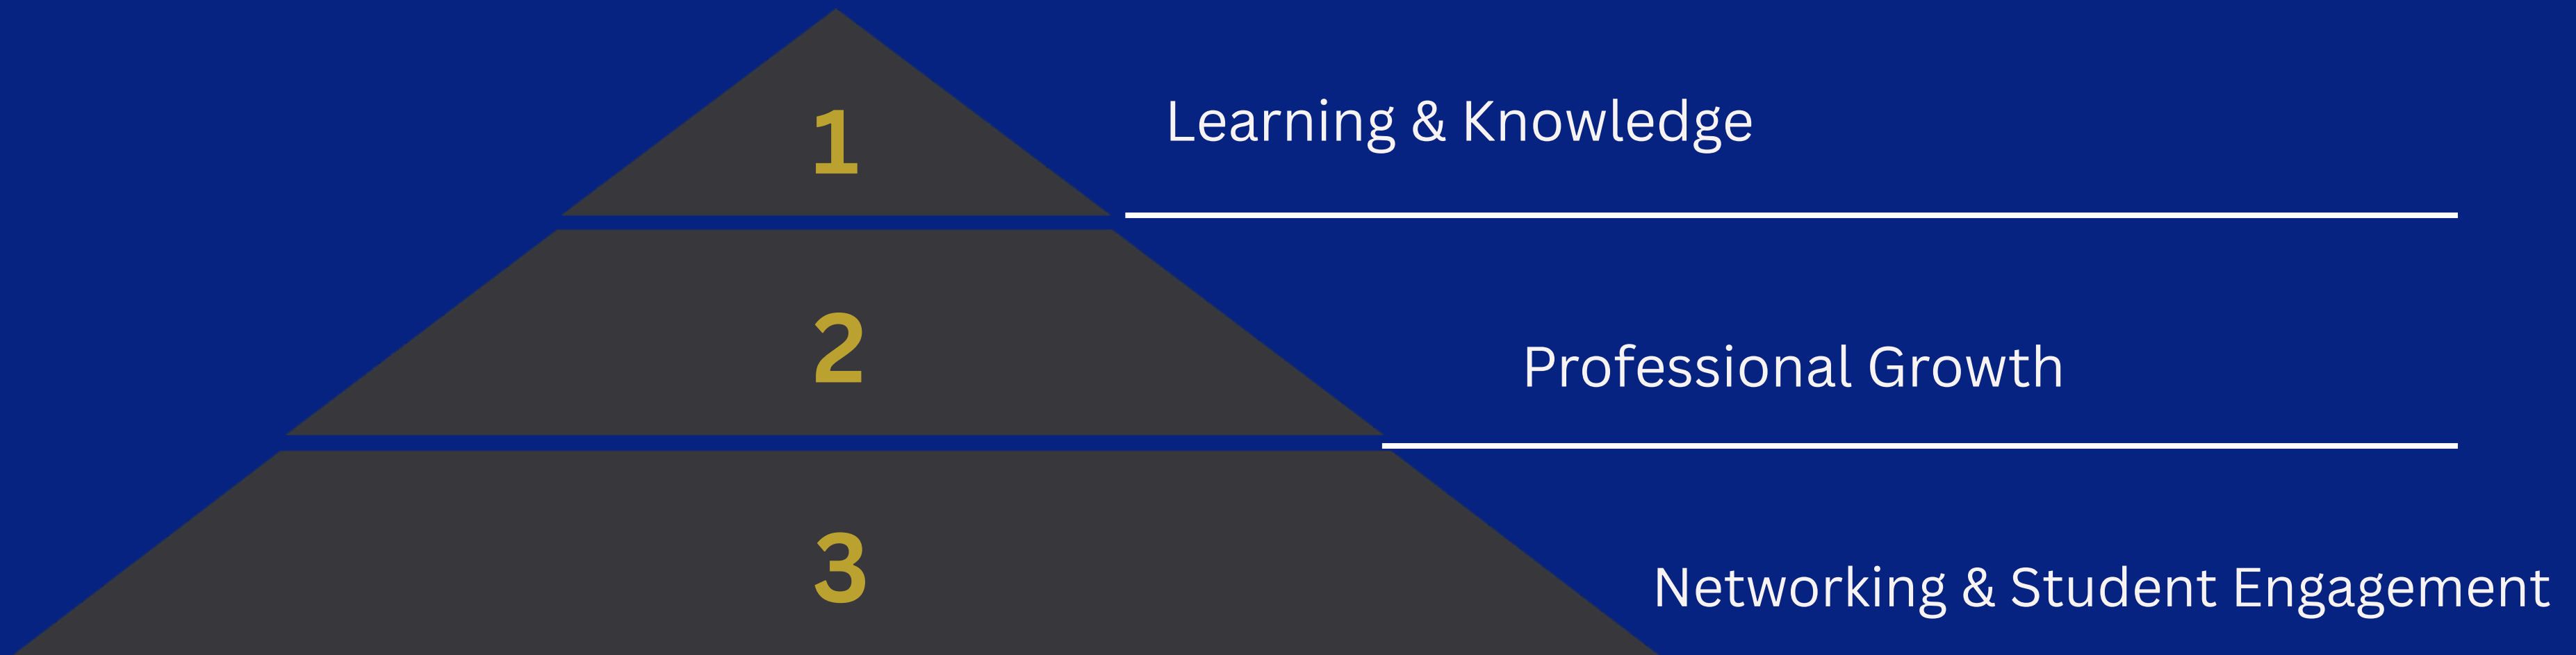 1
Learning & Knowledge
2
Professional Growth
3
Networking & Student Engagement